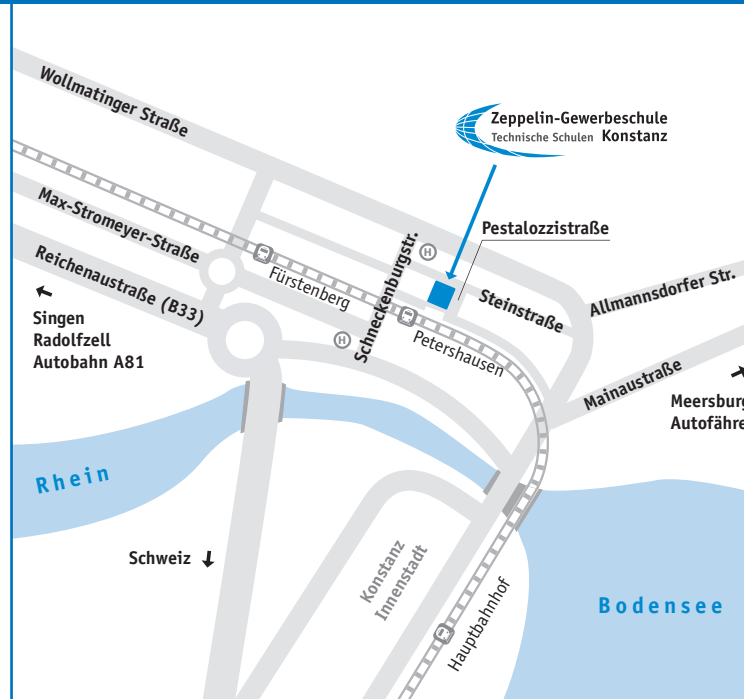 Wollmatinger Straße
Zeppelin-Gewerbeschule
Technische Schulen Konstanz
Max-Stromeyer-Straße
Pestalozzistraße
Reichenaustraße (B33)
H
Schneckenburgstr.
Fürstenberg
Steinstraße
Allmannsdorfer Str.
Singen
Radolfzell
Autobahn A81
H
Petershausen
Mainaustraße
Meersburg
Autofähre
Rhein
Schweiz
Konstanz
Innenstadt
Bodensee
Hauptbahnhof